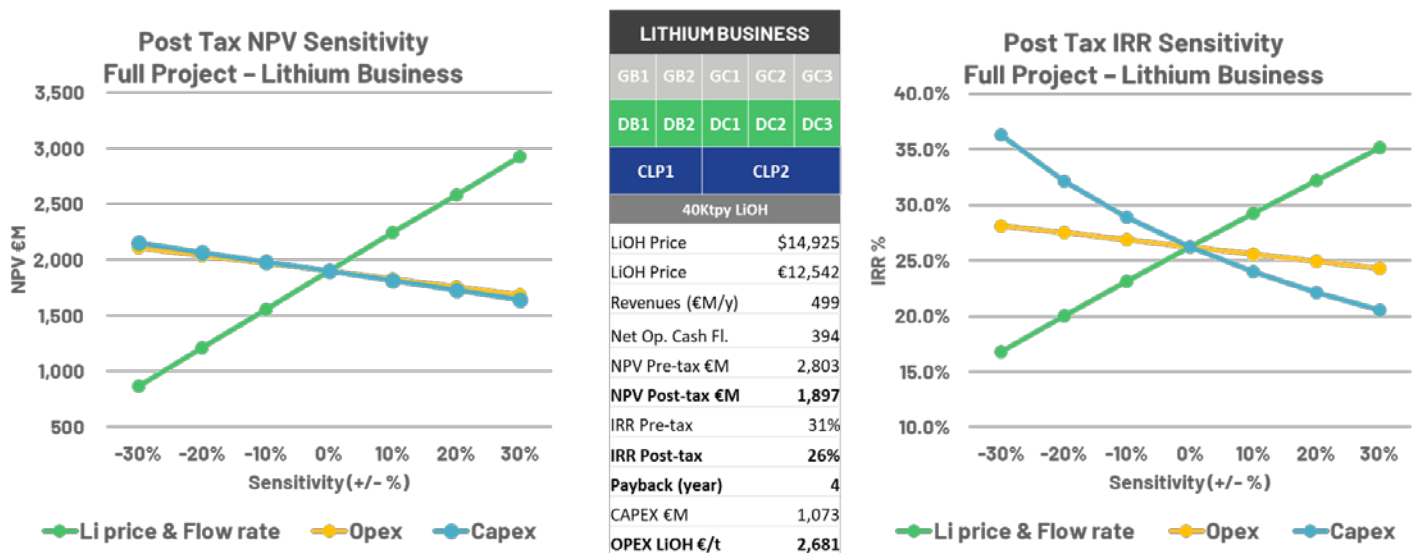 Post Tax NPV Sensitivity
Full Project – Lithium Business
3,500
3,000
2,500
2,000
1,500
1,000
500
NPV €M
-30% -20% -10% 0% 10% 20% 30%
Sensitivity (+/- %)
Li price & Flow rate Opex Capex
LITHIUM BUSINESS
GB1 GB2 GC1 GC2 GC3
DB1 DB2 DC1 DC2 DC3
CLP1 CLP2
40Ktpy LiOH
LiOH Price $14,925
LiOH Price €12,542
Revenues (€M/y) 499
Net Op. Cash Fl. 394
NPV Pre-tax €M 2,803
NPV Post-tax €M 1,897
IRR Pre-tax 31%
IRR Post-tax 26%
Payback (year) 4
CAPEX €M 1,073
OPEX LiOH €/t 2,681
Post Tax IRR Sensitivity
Full Project – Lithium Business
40.0%
35.0%
30.0%
25.0%
20.0%
15.0%
10.0%
IRR %
-30% -20% -10% 0% 10% 20% 30%
Sensitivity (+/- %)
Li price & Flow rate Opex Capex